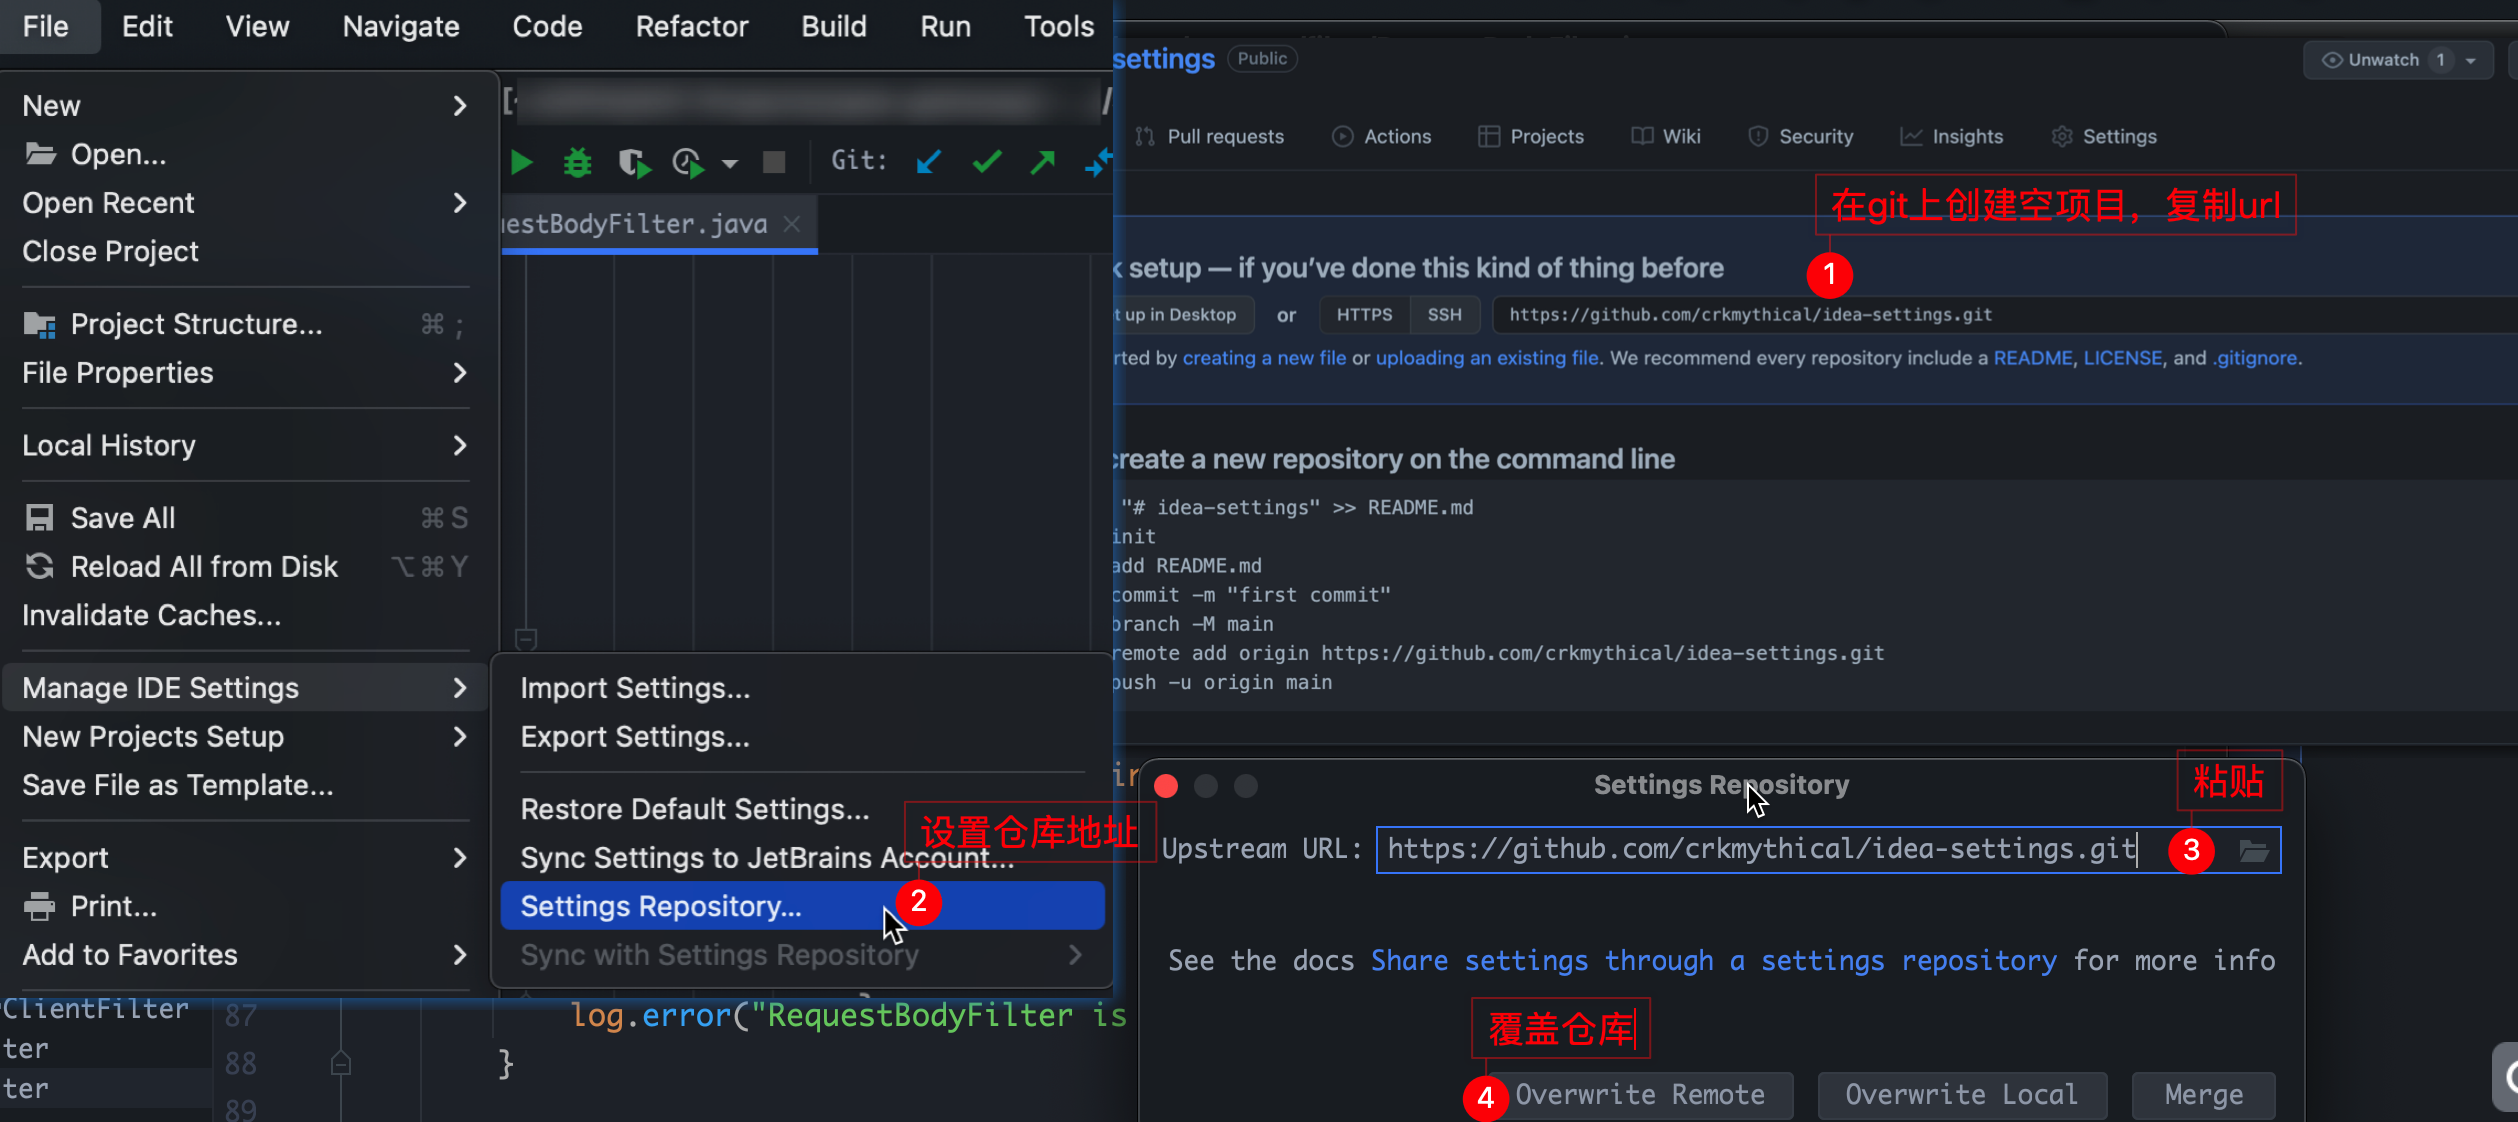 File Edit View Navigate Code Refactor Build Run Tools
New
Open...
Open Recent
Close Project
Project Structure... ⌘ ;
File Properties
Local History
Save All ⌘ S
Reload All from Disk ⌥ ⌘ Y
Invalidate Caches...
Manage IDE Settings
New Projects Setup
Save File as Template...
Export
Print...
Add to Favorites
Git:
estBodyFilter.java
Import Settings...
Export Settings...
Restore Default Settings...
设置仓库地址
Sync Settings to JetBrains Account...
Settings Repository...
2
Sync with Settings Repository
ClientFilter
ter
ter
87 log.error("RequestBodyFilter is
88 }
89
settings Public
Unwatch 1
Pull requests Actions Projects Wiki Security Insights Settings
在git上创建空项目，复制url
1
k setup — if you've done this kind of thing before
t up in Desktop or HTTPS SSH https://github.com/crkmythical/idea-settings.git
rted by creating a new file or uploading an existing file. We recommend every repository include a README, LICENSE, and .gitignore.
create a new repository on the command line
"# idea-settings" >> README.md
init
add README.md
commit -m "first commit"
branch -M main
remote add origin https://github.com/crkmythical/idea-settings.git
push -u origin main
Settings Repository
粘贴
Upstream URL: https://github.com/crkmythical/idea-settings.git
3
See the docs Share settings through a settings repository for more info
覆盖仓库
4
Overwrite Remote Overwrite Local Merge